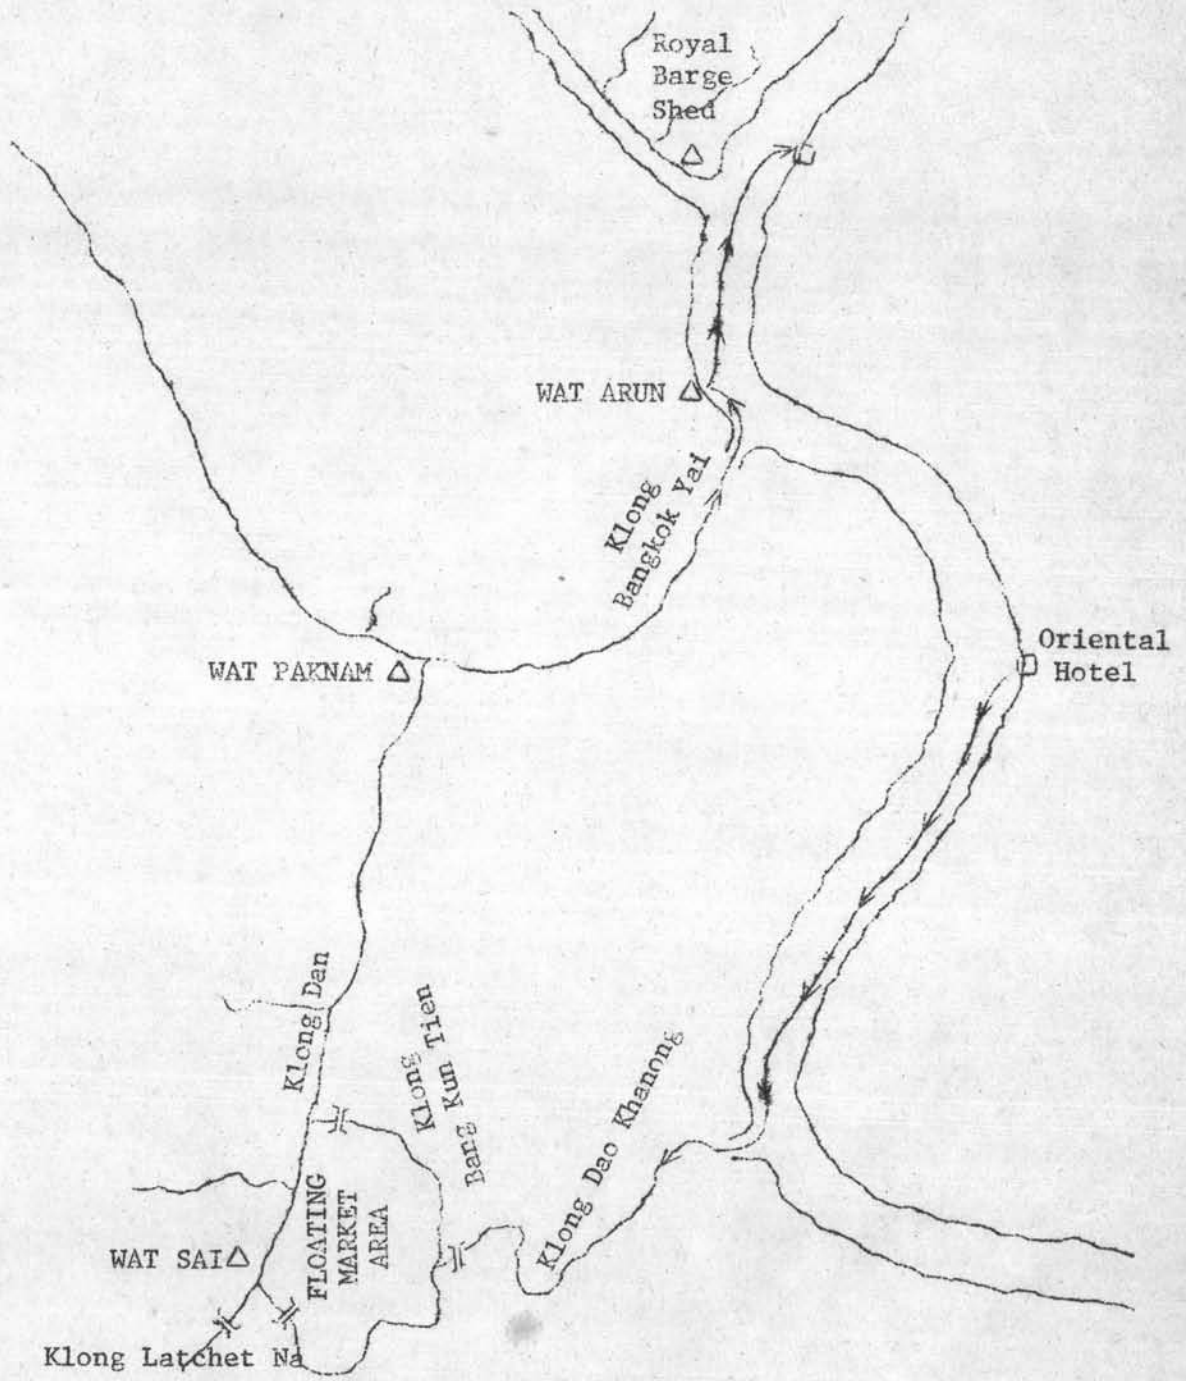 Royal
Barge
Shed
WAT ARUN
Klong
Bangkok Yai
Oriental
Hotel
WAT PAKNAM
Klong Dan
Klong
Bang Kun Tien
Klong Dao Khanong
FLOATING
MARKET
AREA
WAT SAI
Klong Latchet Na